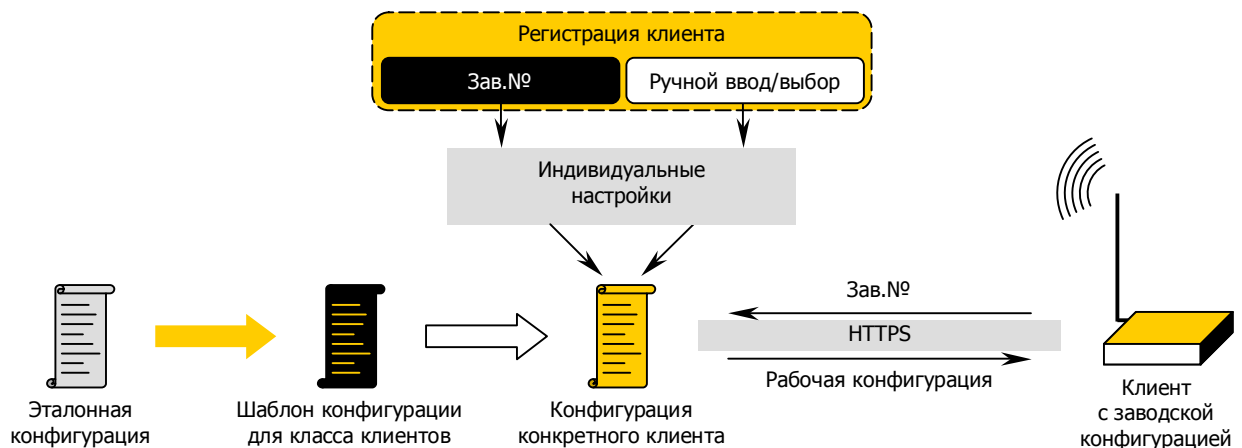 Регистрация клиента
Зав.№
Ручной ввод/выбор
Индивидуальные
настройки
Зав.№
HTTPS
Рабочая конфигурация
Эталонная
конфигурация
Шаблон конфигурации
для класса клиентов
Конфигурация
конкретного клиента
Клиент
с заводской
конфигурацией